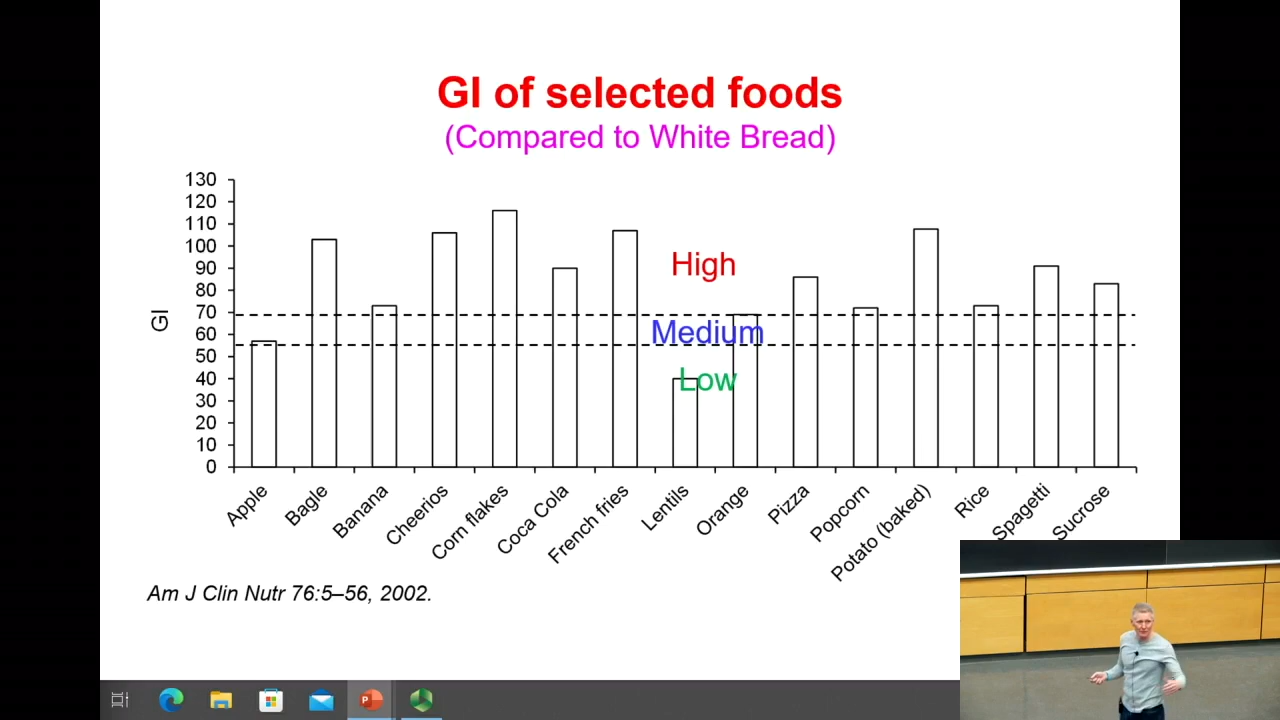 GI of selected foods
(Compared to White Bread)
130
120
110
100
90
80
70
60
50
40
30
20
10
0
GI
High
Medium
Low
Apple
Bagle
Banana
Cheerios
Corn flakes
Coca Cola
French fries
Lentils
Orange
Pizza
Popcorn
Potato (baked)
Rice
Spagetti
Sucrose
Am J Clin Nutr 76:5–56, 2002.
P